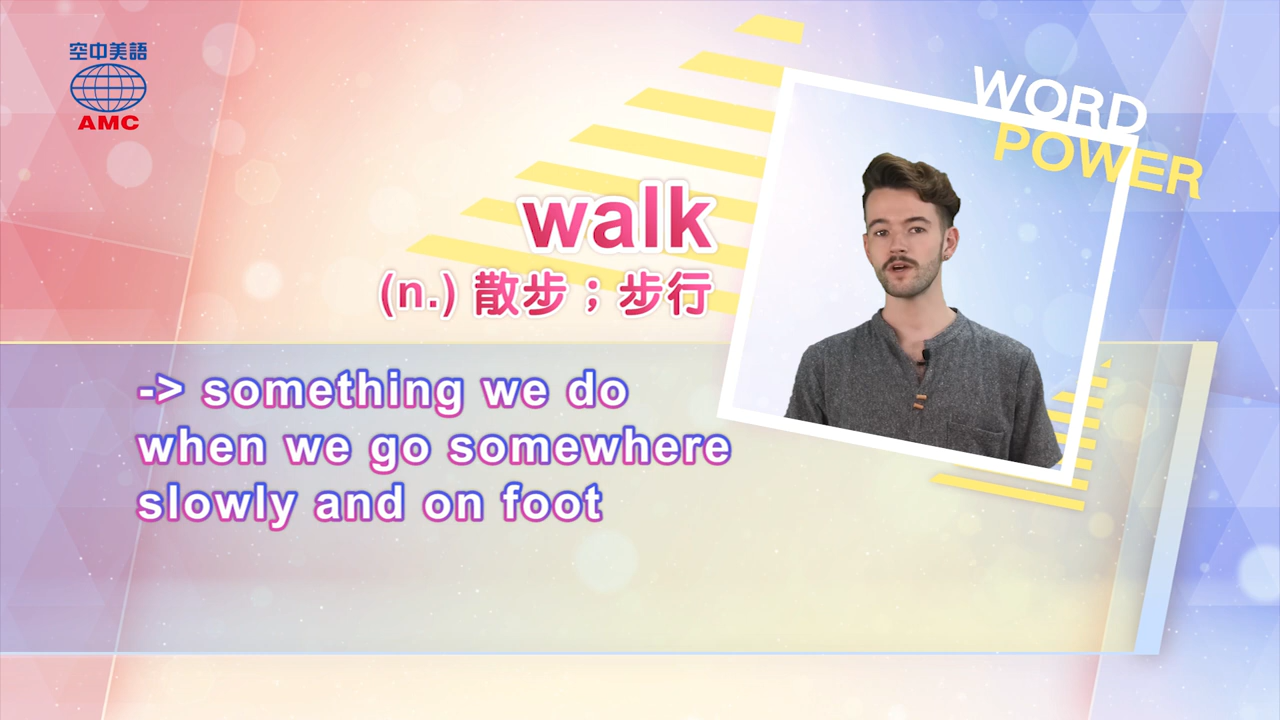 空中美語
AMC
WORD
POWER
walk
(n.) 散步；步行
-> something we do
when we go somewhere
slowly and on foot